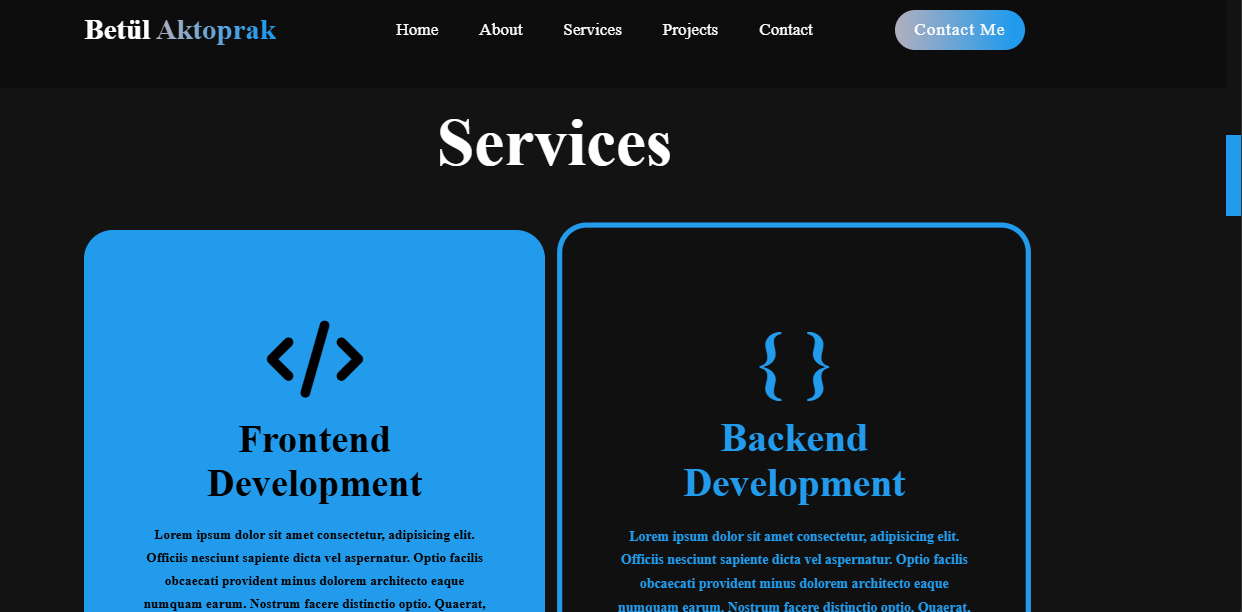 Betül Aktoprak
Home About Services Projects Contact
Contact Me
Services
</>
Frontend
Development
Lorem ipsum dolor sit amet consectetur, adipisicing elit.
Officiis nesciunt sapiente dicta vel aspernatur. Optio facilis
obcaecati provident minus dolorem architecto eaque
numquam earum. Nostrum facere distinctio optio. Quaerat,
{ }
Backend
Development
Lorem ipsum dolor sit amet consectetur, adipisicing elit.
Officiis nesciunt sapiente dicta vel aspernatur. Optio facilis
obcaecati provident minus dolorem architecto eaque
numquam earum. Nostrum facere distinctio optio. Quaerat,